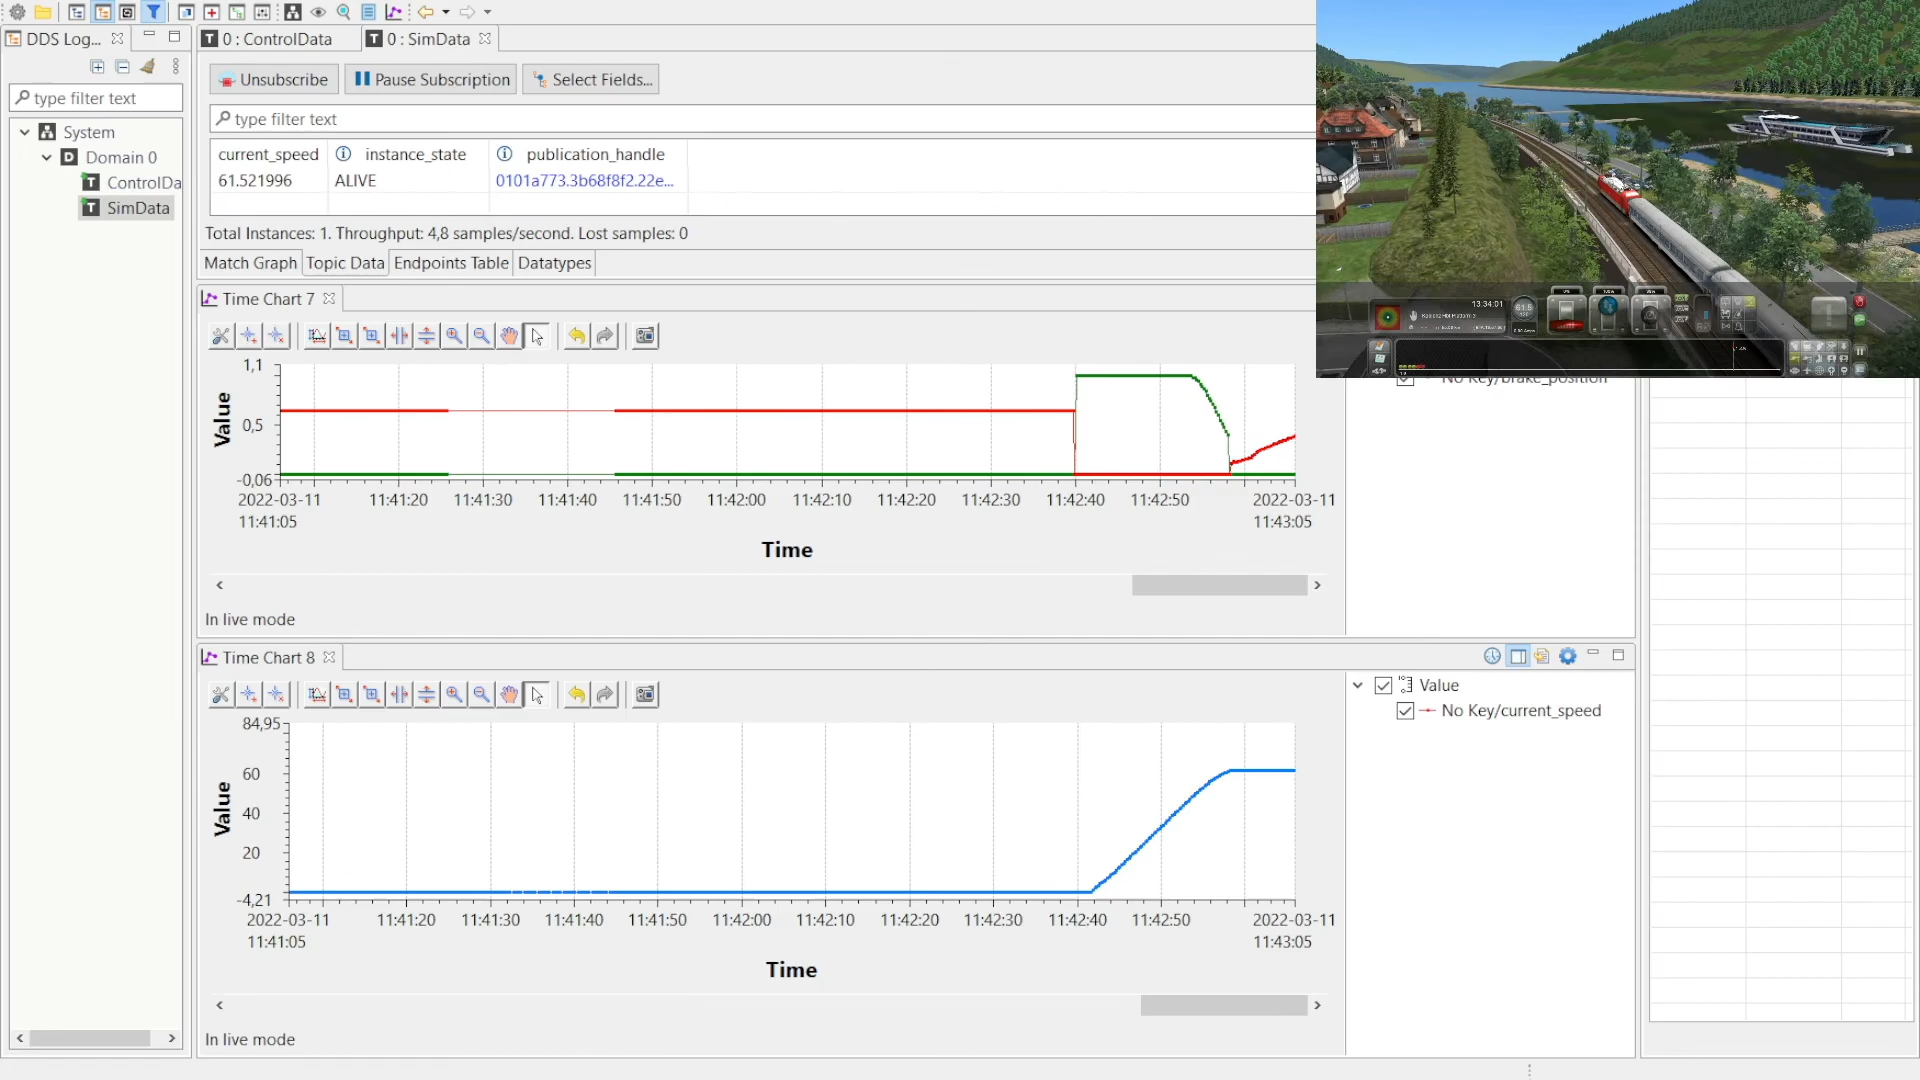 DDS Log...
type filter text
System
Domain 0
ControlDa
SimData
0 : ControlData
0 : SimData
Unsubscribe
Pause Subscription
Select Fields...
type filter text
current_speed instance_state publication_handle
61.521996 ALIVE 0101a773.3b68f8f2.22e...
Total Instances: 1. Throughput: 4,8 samples/second. Lost samples: 0
Match Graph Topic Data Endpoints Table Datatypes
Time Chart 7
1,1
0,5
-0,06
Value
2022-03-11 11:41:20 11:41:30 11:41:40 11:41:50 11:42:00 11:42:10 11:42:20 11:42:30 11:42:40 11:42:50 2022-03-11
11:41:05 11:43:05
Time
In live mode
No Key/brake_position
13:34:01
61.5
Time Chart 8
84,95
60
40
20
-4,21
Value
2022-03-11 11:41:20 11:41:30 11:41:40 11:41:50 11:42:00 11:42:10 11:42:20 11:42:30 11:42:40 11:42:50 2022-03-11
11:41:05 11:43:05
Time
In live mode
Value
No Key/current_speed